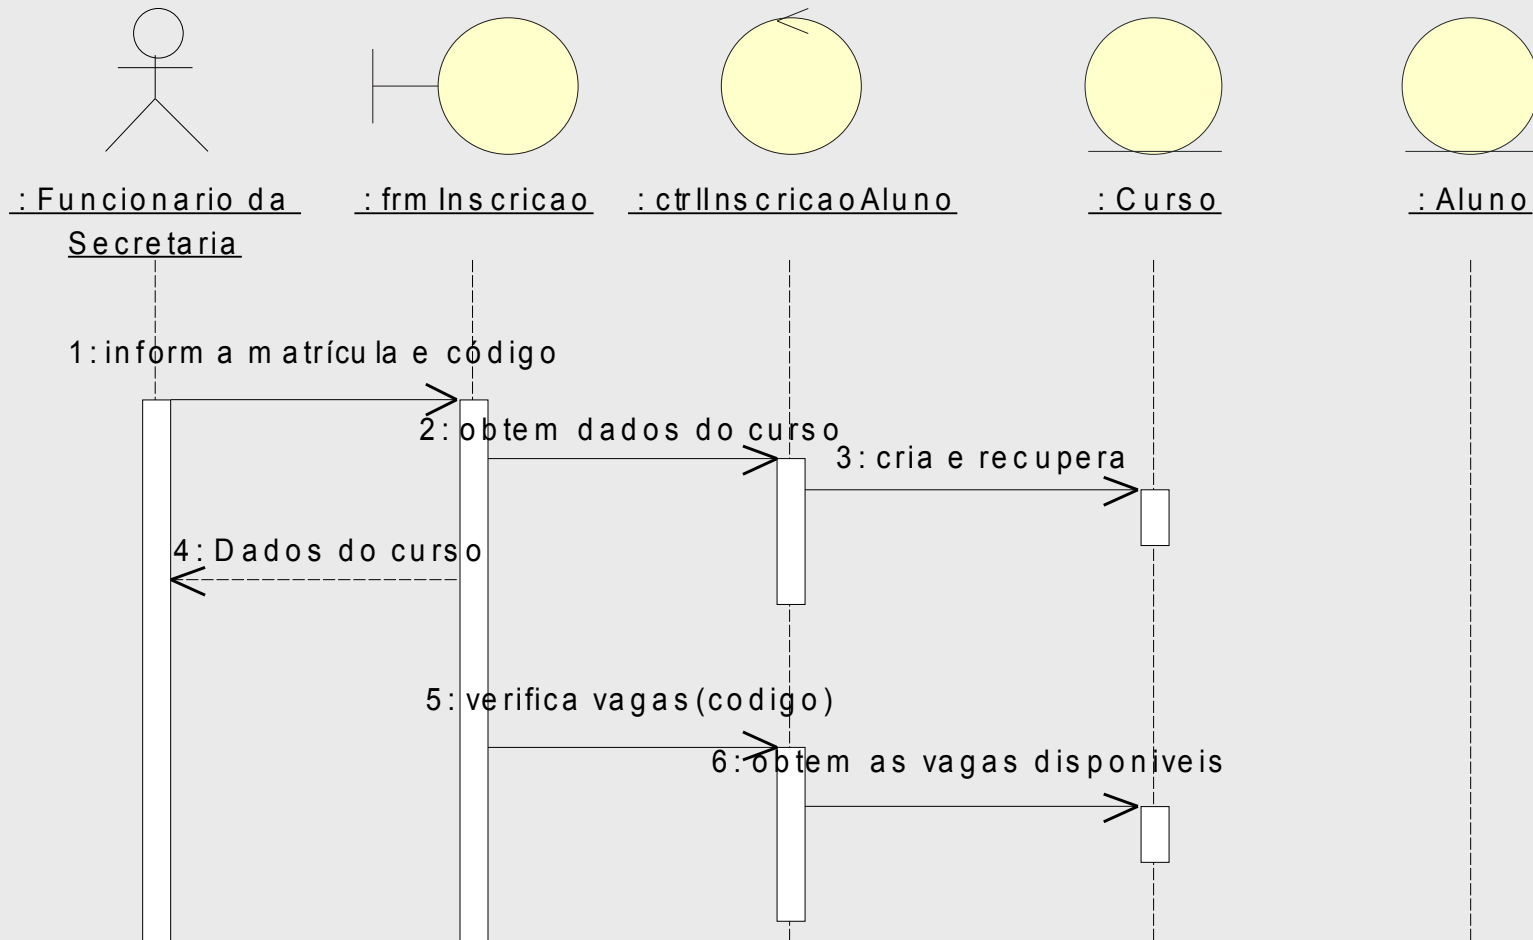 : Funcionario da
Secretaria
: frmInscricao
: ctrlInscricaoAluno
: Curso
: Aluno
1: informa matrícula e código
2: obtem dados do curso
3: cria e recupera
4: Dados do curso
5: verifica vagas(codigo)
6: obtem as vagas disponiveis